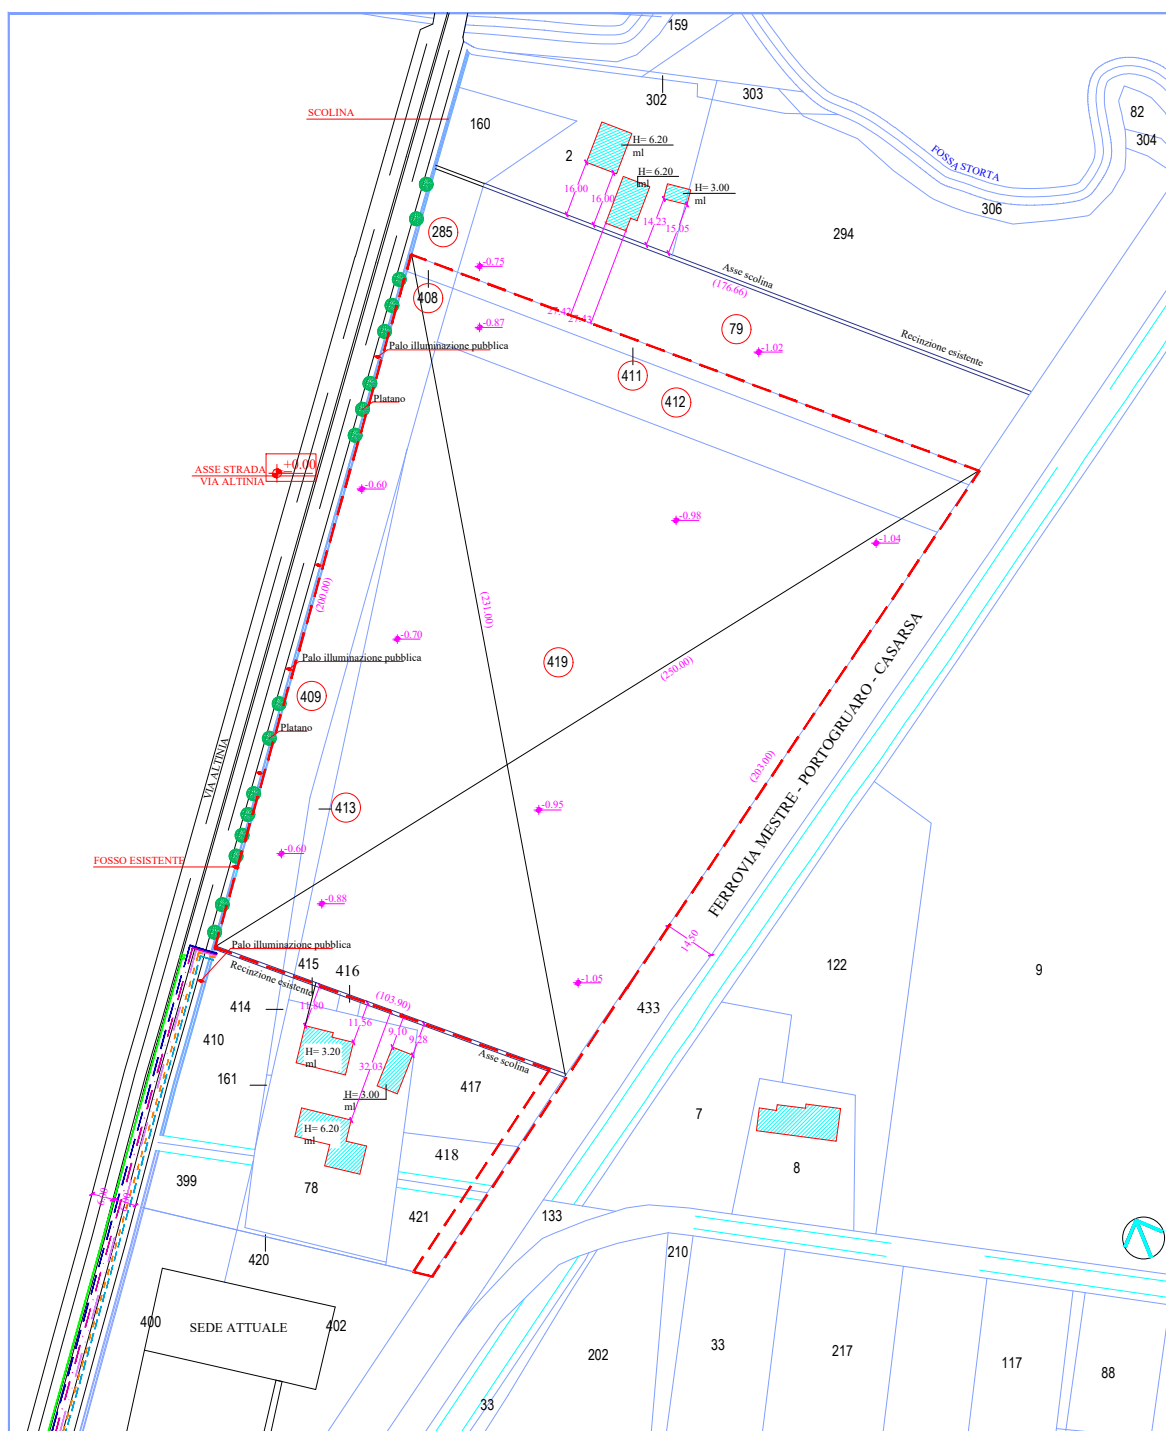 159
82
304
302
303
SCOLINA
160
H= 6.20
ml
FOSSA STORTA
2
H= 6.20
ml
H= 3.00
ml
16.00
16.00
14.23
15.05
306
294
285
-0.75
Asse scolina
(176.66)
408
27.42
27.43
-0.87
79
Recinzione esistente
Palo illuminazione pubblica
-1.02
411
412
Platano
+0.00
ASSE STRADA
VIA ALTINIA
-0.60
-0.98
-1.04
(200.00)
(231.00)
-0.70
Palo illuminazione pubblica
419
(250.00)
409
Platano
FERROVIA MESTRE - PORTOGRUARO - CASARSA
VIA ALTINIA
(203.00)
413
-0.95
-0.60
FOSSO ESISTENTE
-0.88
Palo illuminazione pubblica
14.50
Recinzione esistente
415
416
122
9
-1.05
414
11.80
(103.90)
433
11.56
9.10
9.28
410
H= 3.20
ml
Asse scolina
32.03
161
H= 3.00
ml
417
7
H= 6.20
ml
418
8
399
78
421
133
420
210
400
SEDE ATTUALE
402
202
33
217
117
88
33